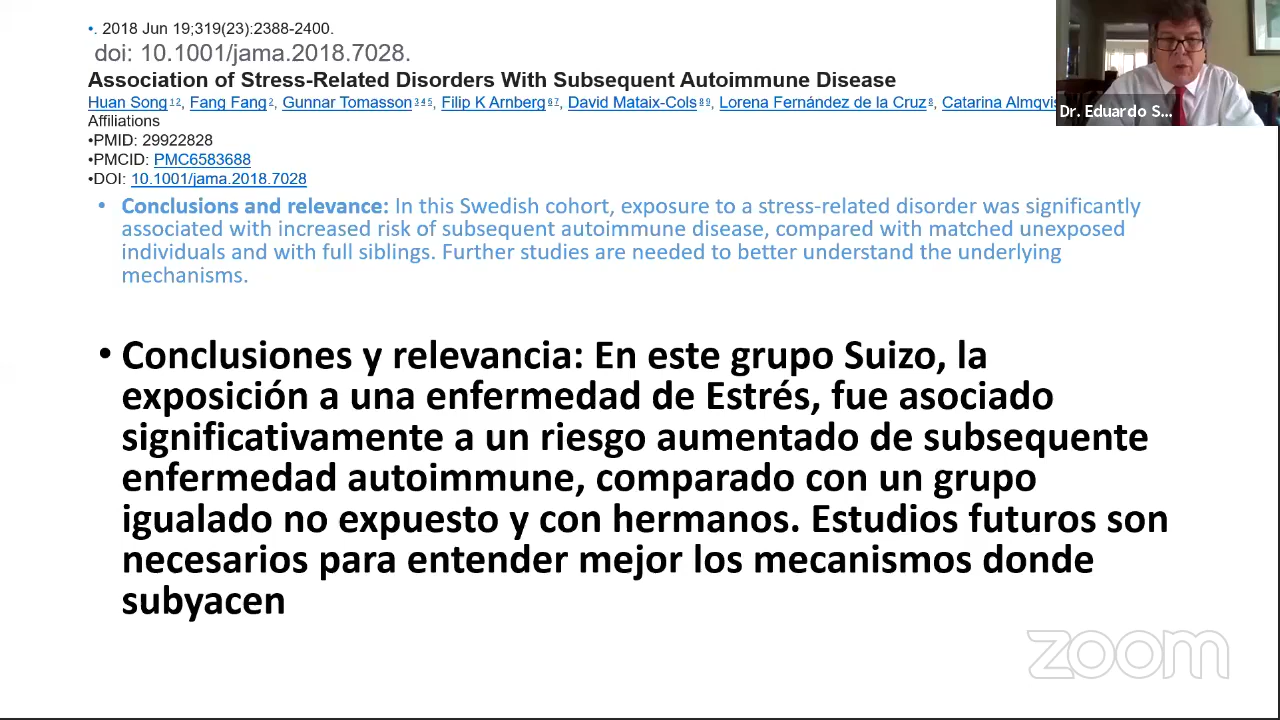 •. 2018 Jun 19;319(23):2388-2400.
doi: 10.1001/jama.2018.7028.
Association of Stress-Related Disorders With Subsequent Autoimmune Disease
Huan Song 1 2, Fang Fang 2, Gunnar Tomasson 3 4 5, Filip K Arnberg 6 7, David Mataix-Cols 8 9, Lorena Fernández de la Cruz 8, Catarina Almqvis
Affiliations
•PMID: 29922828
•PMCID: PMC6583688
•DOI: 10.1001/jama.2018.7028
• Conclusions and relevance: In this Swedish cohort, exposure to a stress-related disorder was significantly
associated with increased risk of subsequent autoimmune disease, compared with matched unexposed
individuals and with full siblings. Further studies are needed to better understand the underlying
mechanisms.
• Conclusiones y relevancia: En este grupo Suizo, la
exposición a una enfermedad de Estrés, fue asociado
significativamente a un riesgo aumentado de subsequente
enfermedad autoimmune, comparado con un grupo
igualado no expuesto y con hermanos. Estudios futuros son
necesarios para entender mejor los mecanismos donde
subyacen
Dr. Eduardo S...
zoom